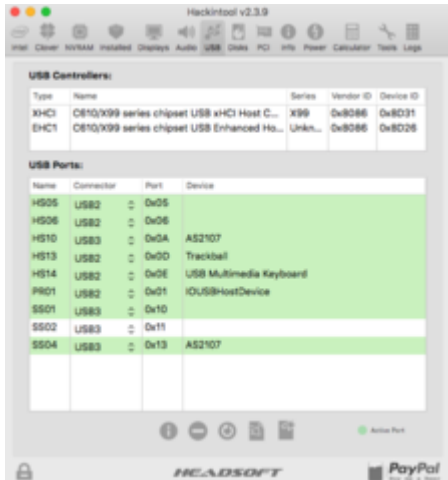 Hackintool v2.3.9
Intel Clover NVRAM Installed Displays Audio USB Disks PCI Info Power Calculator Tools Logs
USB Controllers:
Type Name Series Vendor ID Device ID
XHCI C610/X99 series chipset USB xHCI Host C... X99 0x8086 0x8D31
EHC1 C610/X99 series chipset USB Enhanced Ho... Unkn... 0x8086 0x8D26
USB Ports:
Name Connector Port Device
HS05 USB2 0x05
HS06 USB2 0x06
HS10 USB3 0x0A AS2107
HS13 USB2 0x0D Trackball
HS14 USB2 0x0E USB Multimedia Keyboard
PR01 USB2 0x01 IOUSBHostDevice
SS01 USB3 0x10
SS02 USB3 0x11
SS04 USB3 0x13 AS2107
Active Port
HEADSOFT
PayPal